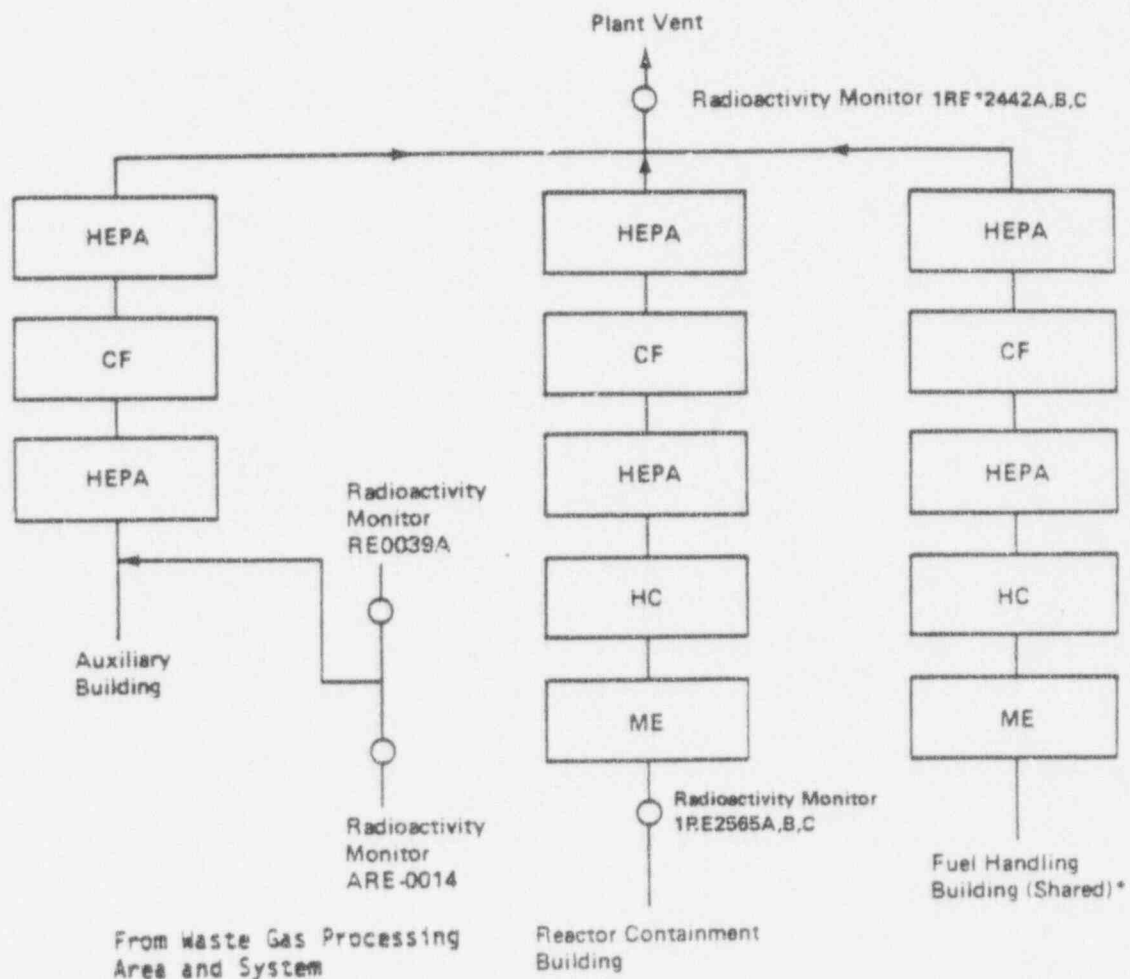 Plant Vent
Radioactivity Monitor 1RE*2442A,B,C
HEPA
HEPA
HEPA
CF
CF
CF
HEPA
HEPA
HEPA
Radioactivity
Monitor
RE0039A
HC
HC
Auxiliary
Building
ME
ME
Radioactivity Monitor
1RE2565A,B,C
Radioactivity
Monitor
ARE-0014
Fuel Handling
Building (Shared)*
From Waste Gas Processing
Area and System
Reactor Containment
Building